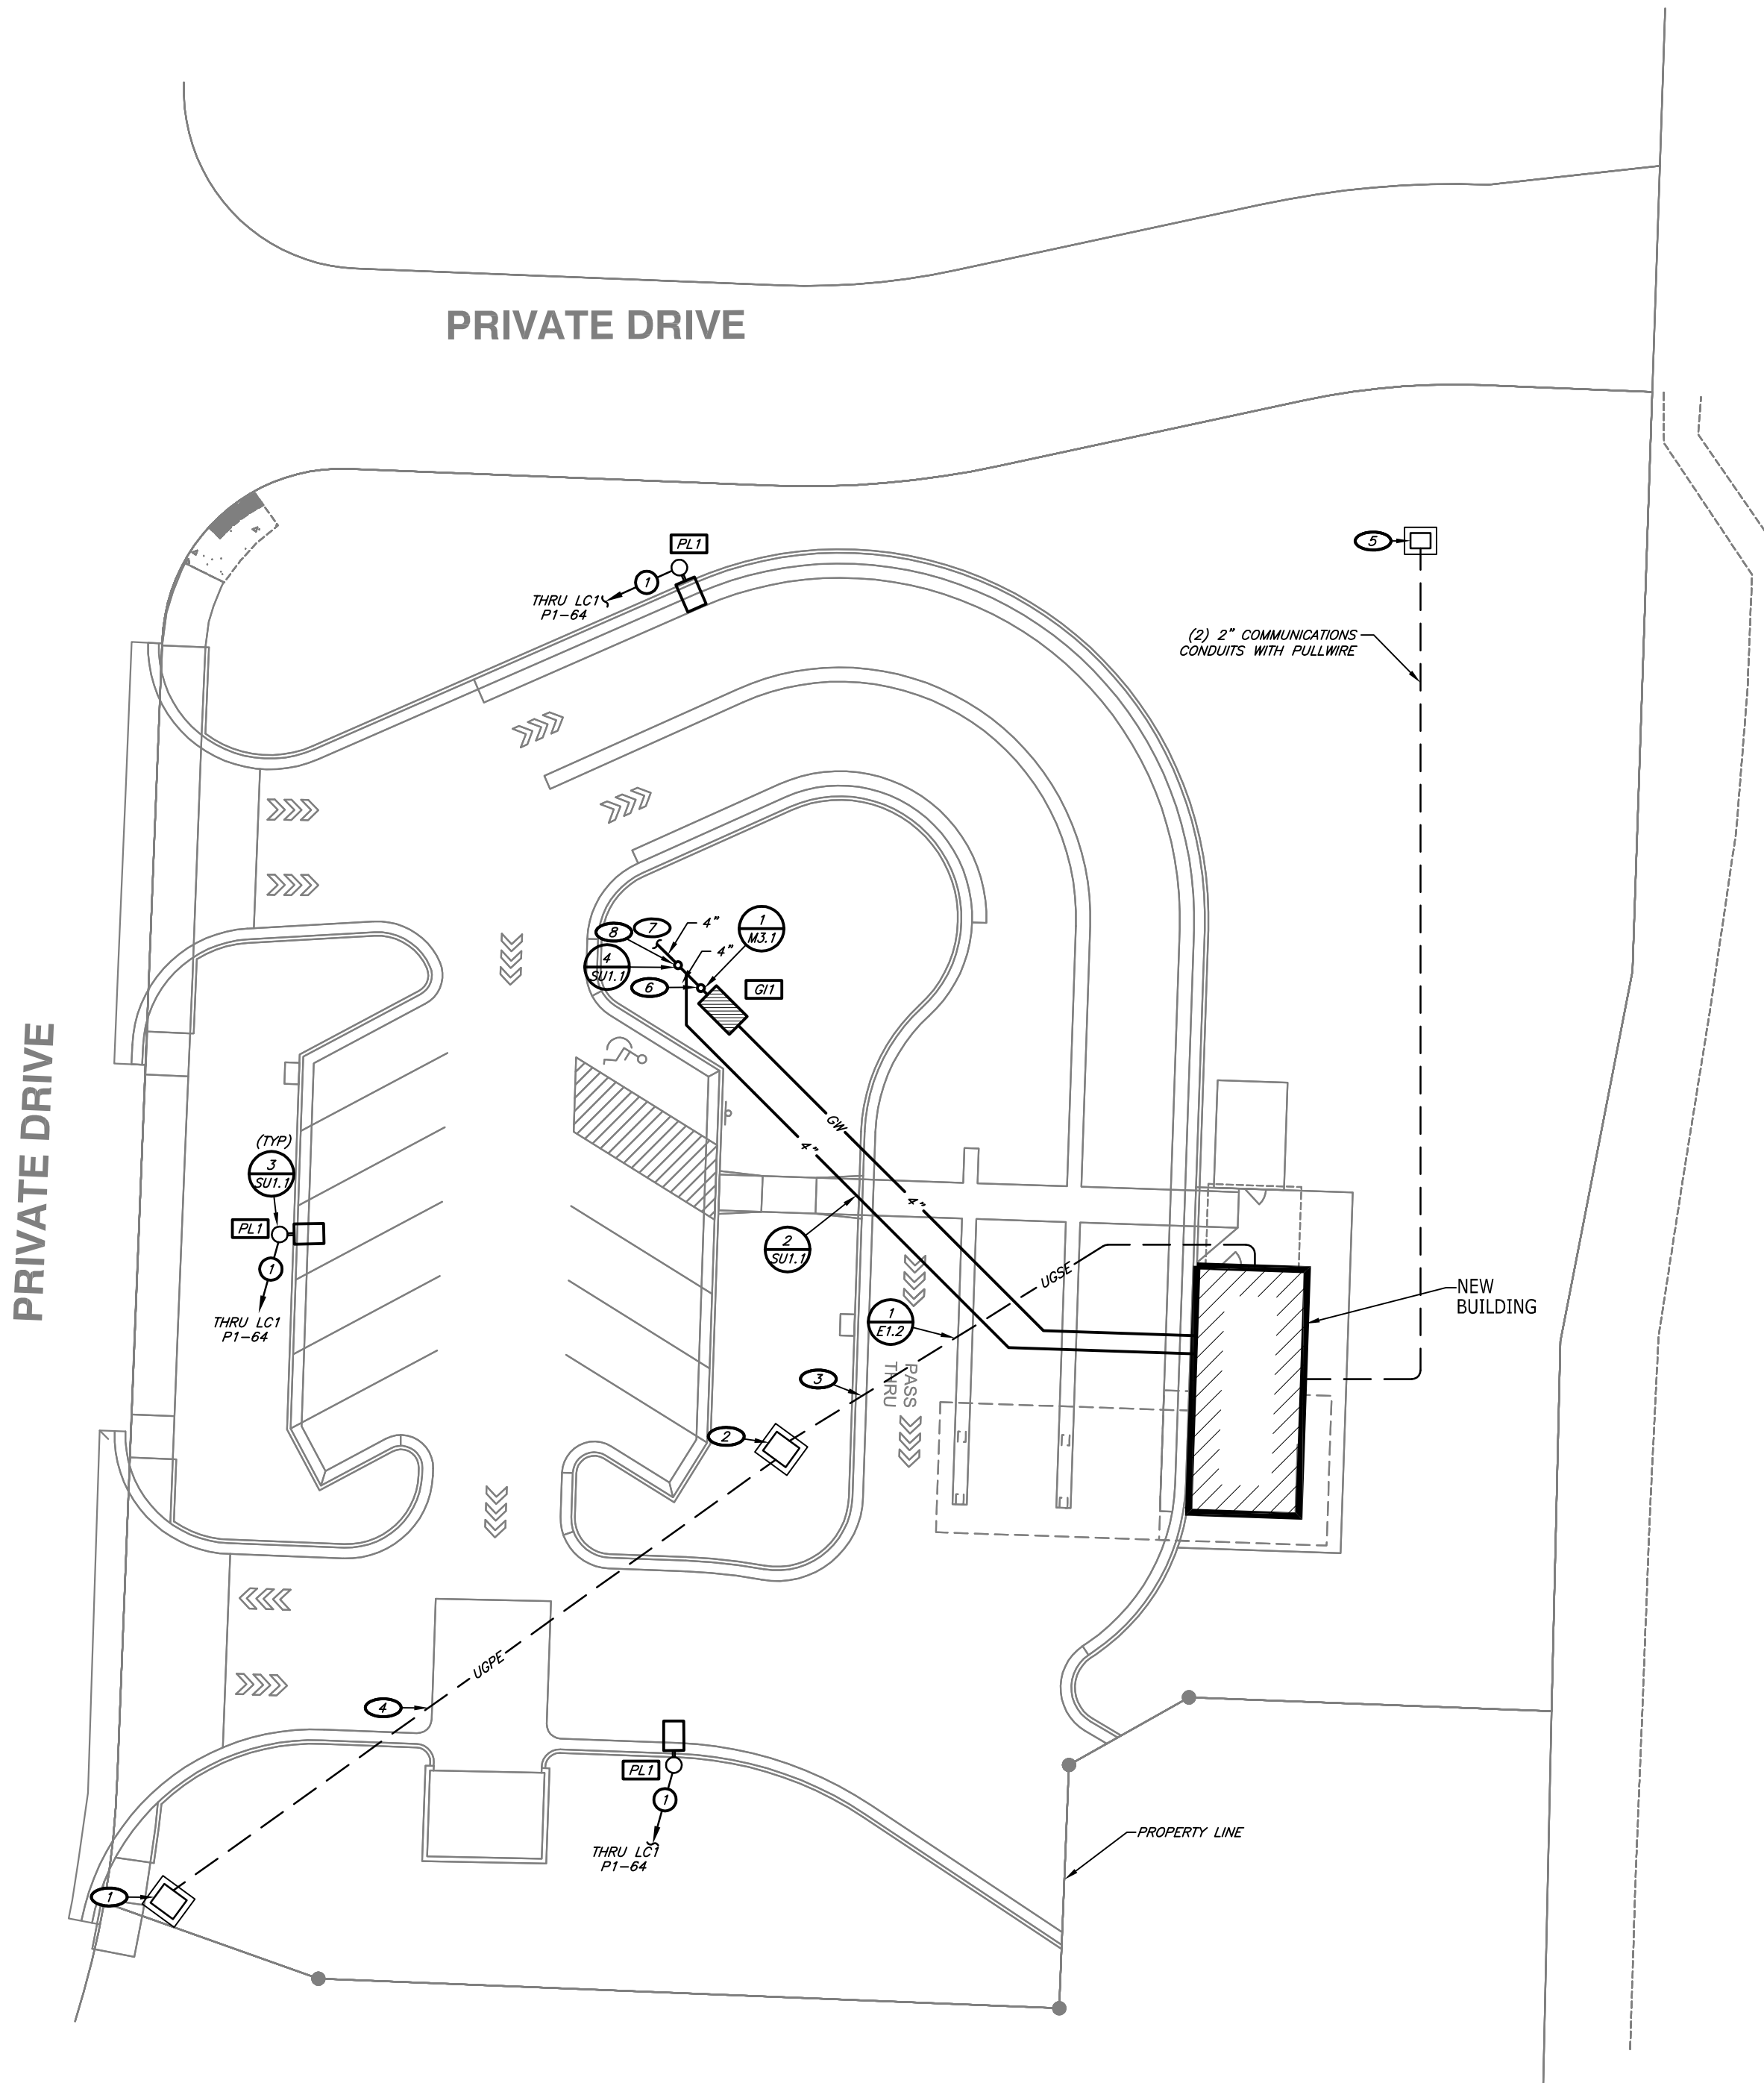 PRIVATE DRIVE
PL1
1
THRU LC1
P1-64
5
(2) 2" COMMUNICATIONS
CONDUITS WITH PULLWIRE
8
7
4"
1
M3.1
4
SU1.1
4"
6
GI1
PRIVATE DRIVE
(TYP)
3
SU1.1
PL1
1
THRU LC1
P1-64
GW
4"
4"
2
SU1.1
UGSE
1
E1.2
NEW
BUILDING
3
PASS
THRU
2
UGPE
4
PL1
1
THRU LC1
P1-64
PROPERTY LINE
1